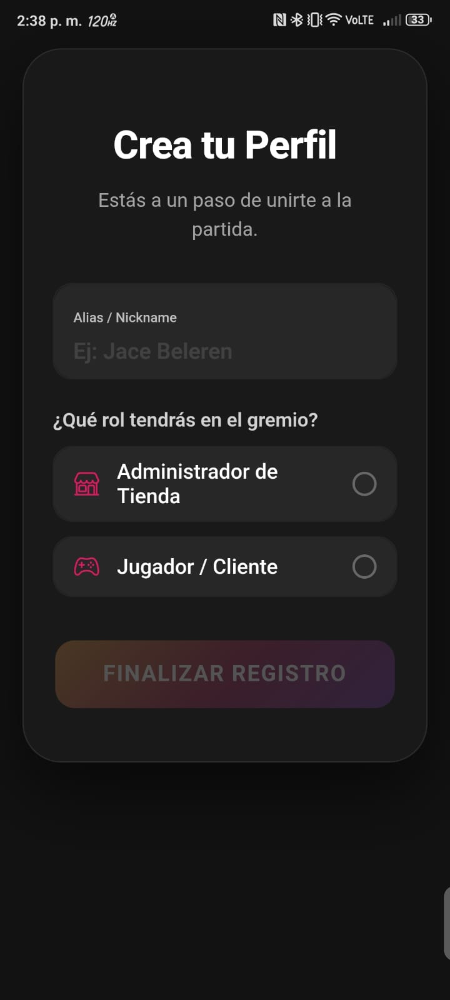 2:38 p. m. 120Hz VoLTE 33
Crea tu Perfil
Estás a un paso de unirte a la
partida.
Alias / Nickname
Ej: Jace Beleren
¿Qué rol tendrás en el gremio?
Administrador de
Tienda
Jugador / Cliente
FINALIZAR REGISTRO